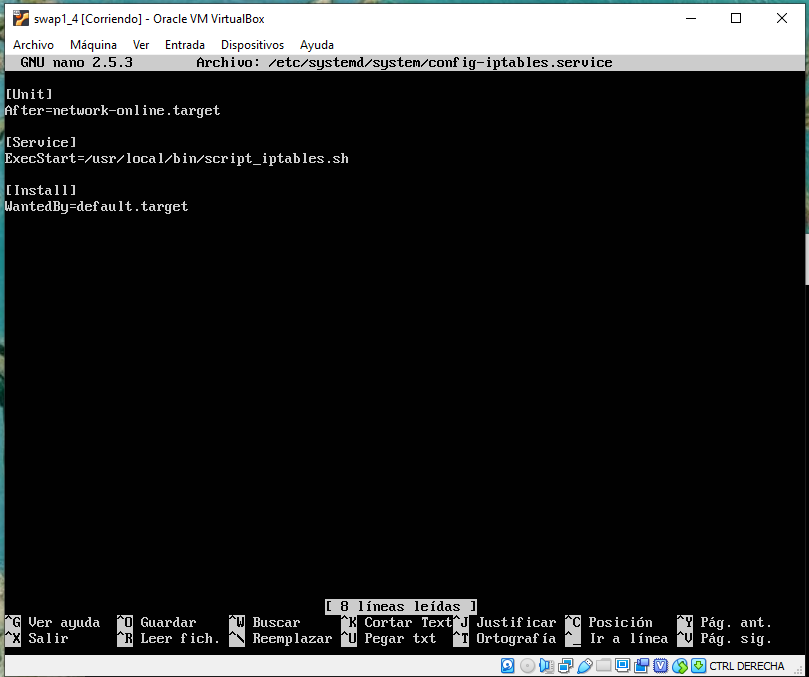 swap1_4 [Corriendo] - Oracle VM VirtualBox
Archivo Máquina Ver Entrada Dispositivos Ayuda
GNU nano 2.5.3 Archivo: /etc/systemd/system/config-iptables.service
[Unit]
After=network-online.target
[Service]
ExecStart=/usr/local/bin/script_iptables.sh
[Install]
WantedBy=default.target
[ 8 líneas leídas ]
^G Ver ayuda ^O Guardar ^W Buscar ^K Cortar Text^J Justificar ^C Posición ^Y Pág. ant.
^X Salir ^R Leer fich. ^\ Reemplazar ^U Pegar txt ^T Ortografía ^_ Ir a línea ^V Pág. sig.
CTRL DERECHA